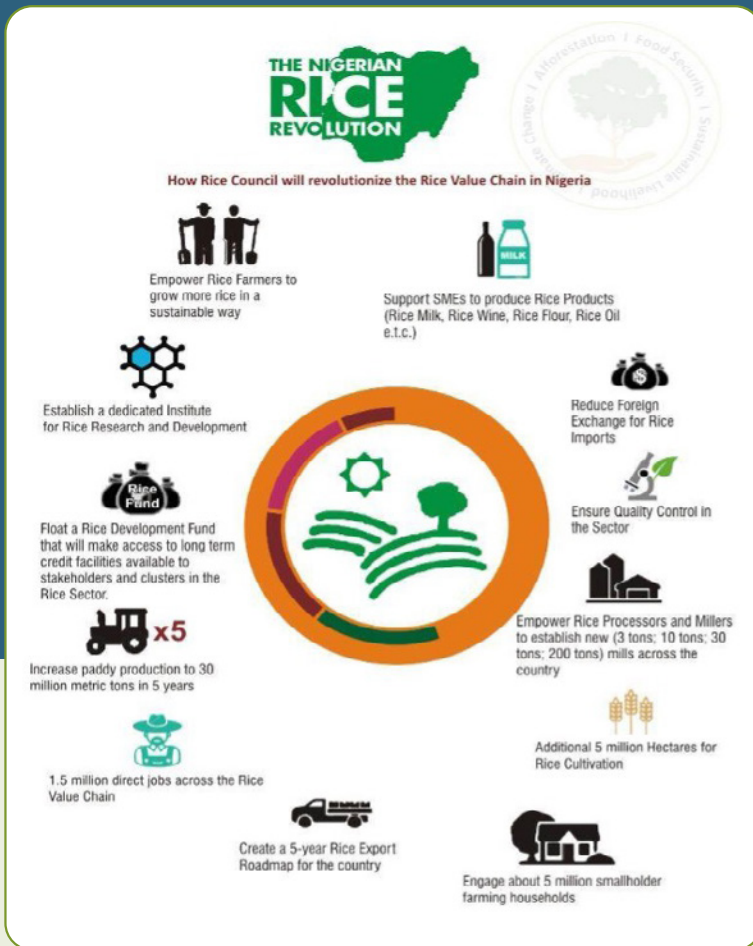 THE NIGERIAN
RICE
REVOLUTION
Afforestation I Food Security I Sustainable Livelihood
Change I
How Rice Council will revolutionize the Rice Value Chain in Nigeria
Empower Rice Farmers to
grow more rice in a
sustainable way
MILK
Support SMEs to produce Rice Products
(Rice Milk, Rice Wine, Rice Flour, Rice Oil
e.t.c.)
Establish a dedicated Institute
for Rice Research and Development
$
Reduce Foreign
Exchange for Rice
Imports
Rice
Fund
Float a Rice Development Fund
that will make access to long term
credit facilities available to
stakeholders and clusters in the
Rice Sector.
Ensure Quality Control in
the Sector
x5
Increase paddy production to 30
million metric tons in 5 years
Empower Rice Processors and Millers
to establish new (3 tons; 10 tons; 30
tons; 200 tons) mills across the
country
1.5 million direct jobs across the Rice
Value Chain
Additional 5 million Hectares for
Rice Cultivation
Create a 5-year Rice Export
Roadmap for the country
Engage about 5 million smallholder
farming households